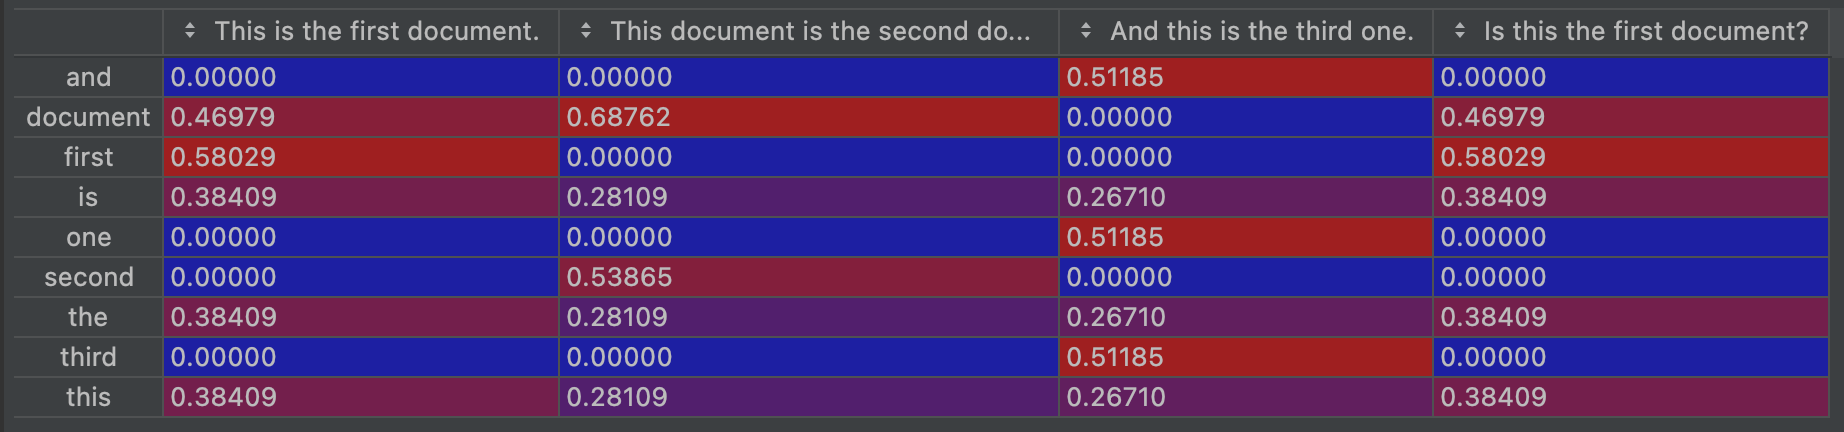 This is the first document. This document is the second do... And this is the third one. Is this the first document?
and 0.00000 0.00000 0.51185 0.00000
document 0.46979 0.68762 0.00000 0.46979
first 0.58029 0.00000 0.00000 0.58029
is 0.38409 0.28109 0.26710 0.38409
one 0.00000 0.00000 0.51185 0.00000
second 0.00000 0.53865 0.00000 0.00000
the 0.38409 0.28109 0.26710 0.38409
third 0.00000 0.00000 0.51185 0.00000
this 0.38409 0.28109 0.26710 0.38409